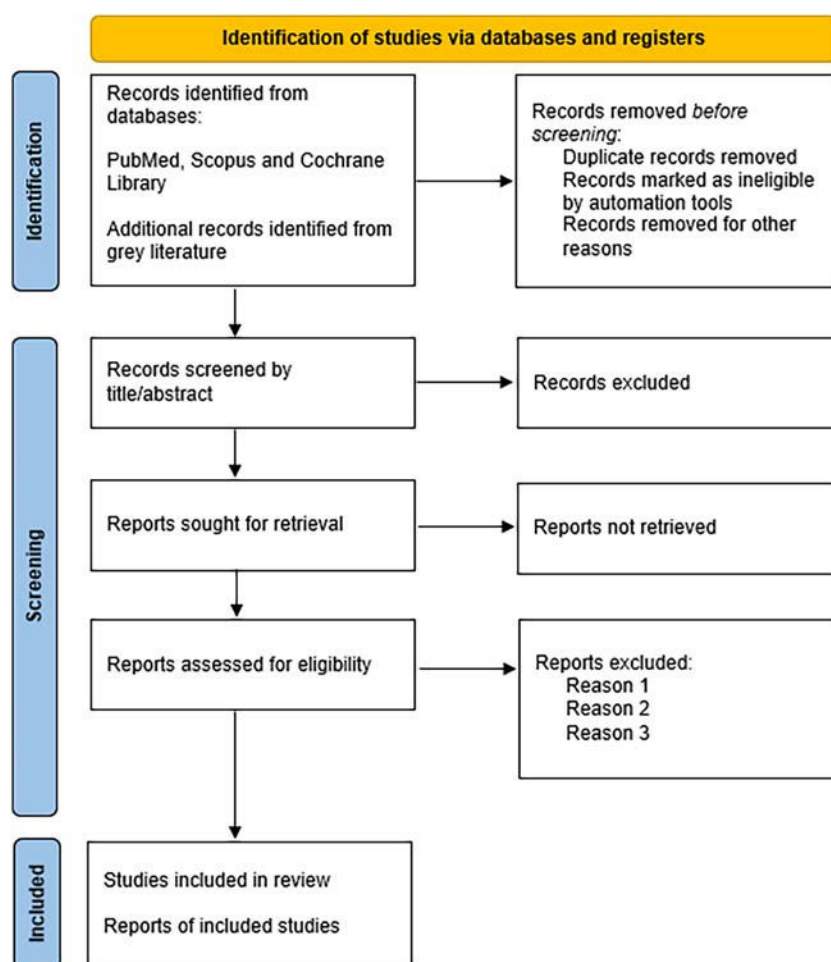 Identification of studies via databases and registers
Identification
Records identified from
databases:
PubMed, Scopus and Cochrane
Library
Additional records identified from
grey literature
Records removed before
screening:
Duplicate records removed
Records marked as ineligible
by automation tools
Records removed for other
reasons
Screening
Records screened by
title/abstract
Records excluded
Reports sought for retrieval
Reports not retrieved
Reports assessed for eligibility
Reports excluded:
Reason 1
Reason 2
Reason 3
Included
Studies included in review
Reports of included studies